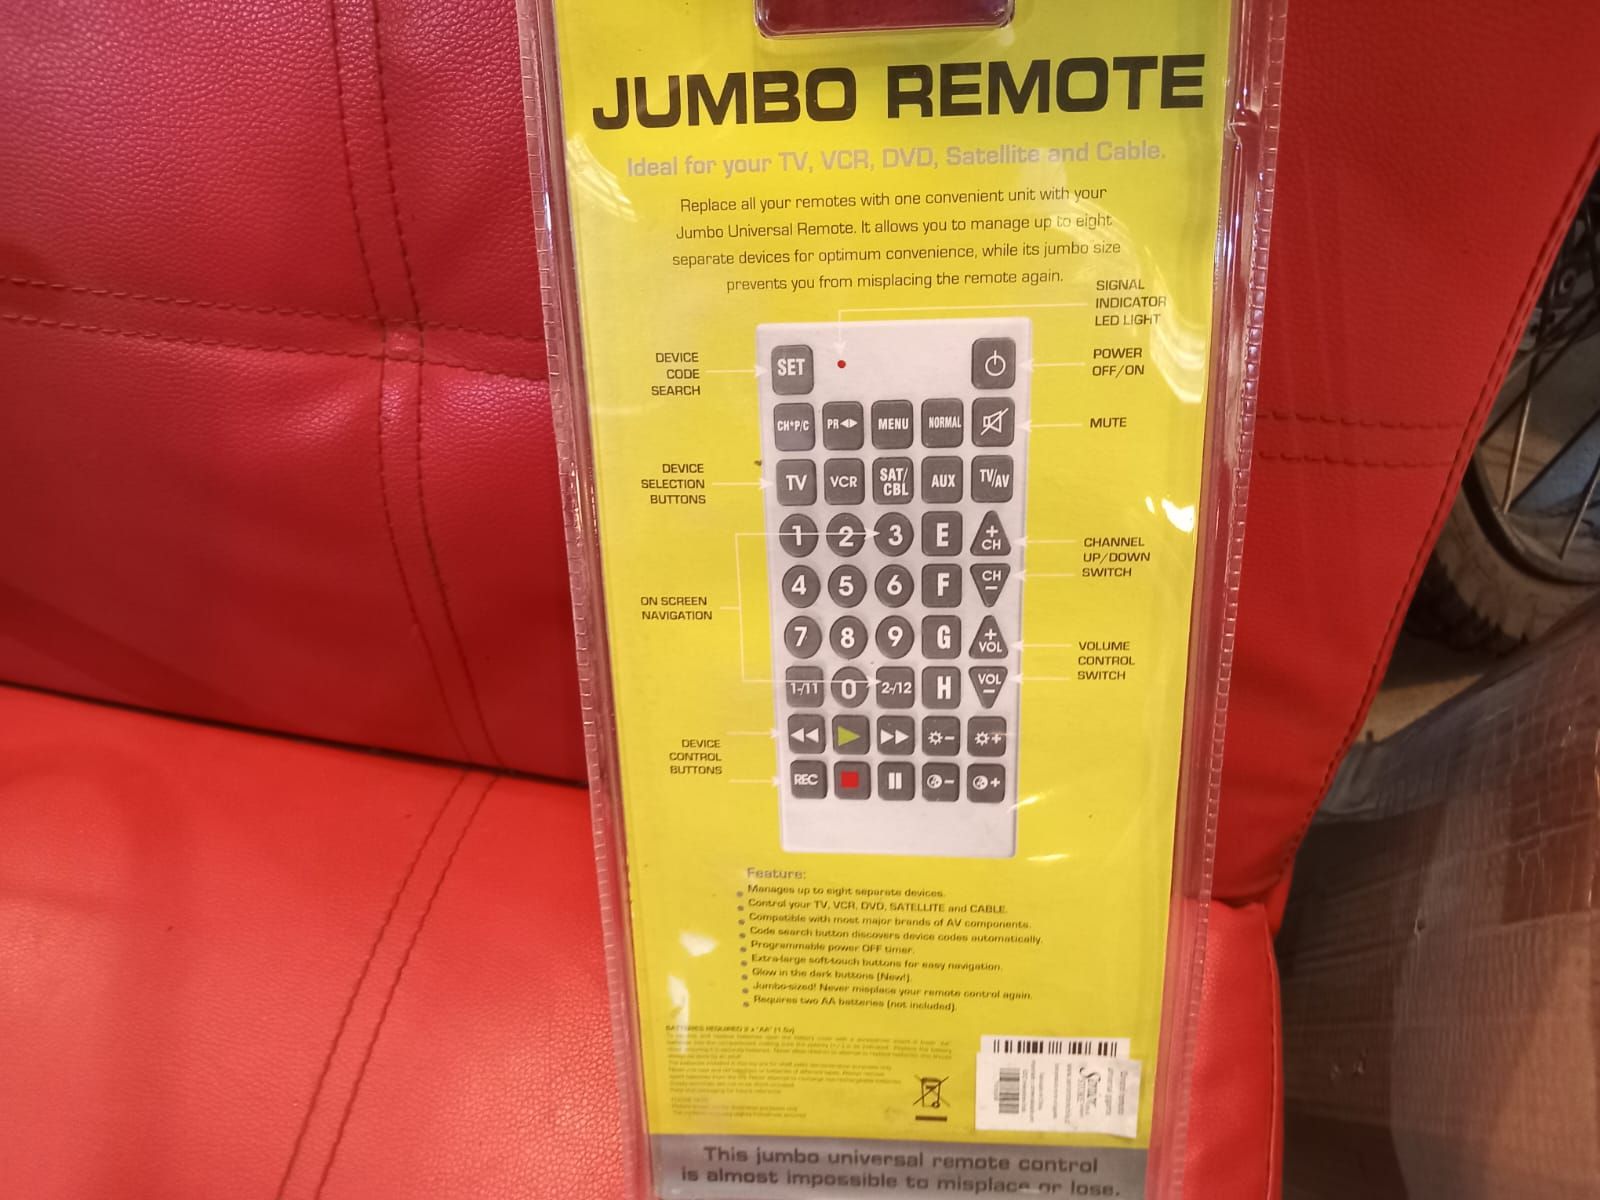 JUMBO REMOTE
Ideal for your TV, VCR, DVD, Satellite and Cable.
Replace all your remotes with one convenient unit with your
Jumbo Universal Remote. It allows you to manage up to eight
separate devices for optimum convenience, while its jumbo size
prevents you from misplacing the remote again.
SIGNAL
INDICATOR
LED LIGHT
DEVICE
CODE
SEARCH
SET
POWER
OFF/ON
CH*P/C PR MENU NORMAL
MUTE
DEVICE
SELECTION
BUTTONS
TV VCR SAT/CBL AUX TV/AV
1 2 3 E + CH
CHANNEL
UP/DOWN
SWITCH
4 5 6 F CH −
ON SCREEN
NAVIGATION
7 8 9 G + VOL
VOLUME
CONTROL
SWITCH
1-/11 0 2-/12 H VOL −
DEVICE
CONTROL
BUTTONS
− +
REC − +
Feature:
Manages up to eight separate devices.
Control your TV, VCR, DVD, SATELLITE and CABLE.
Compatible with most major brands of AV components.
Code search button discovers device codes automatically.
Programmable power OFF timer.
Extra-large soft-touch buttons for easy navigation.
Glow in the dark buttons (New!).
Jumbo-sized! Never misplace your remote control again.
Requires two AA batteries (not included).
BATTERIES REQUIRED 2 x "AA" (1.5v)
This jumbo universal remote control
is almost impossible to misplace or lose.